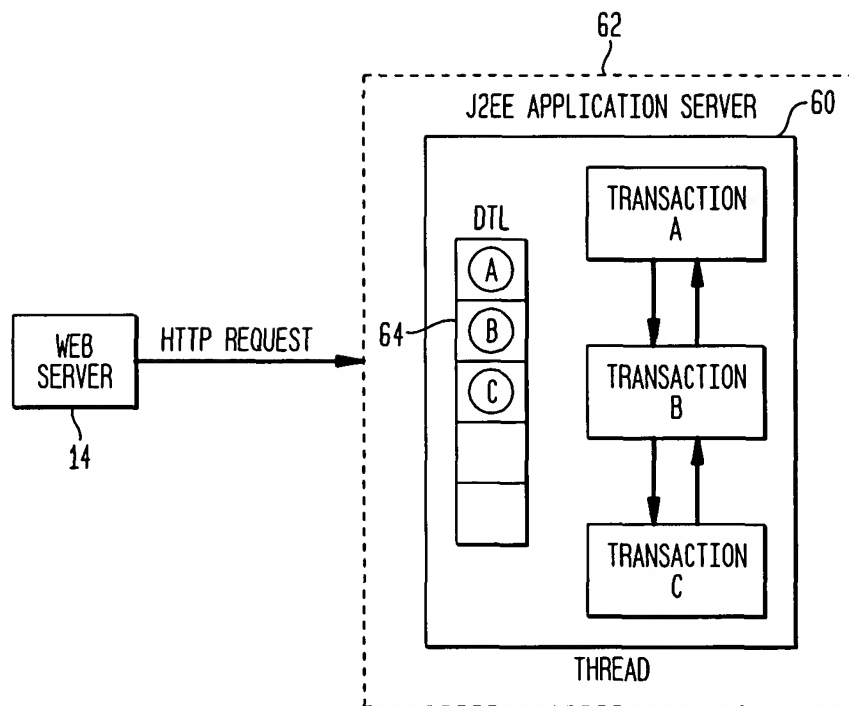 62
J2EE APPLICATION SERVER
60
TRANSACTION
A
DTL
A
64
B
C
WEB
SERVER
14
HTTP REQUEST
TRANSACTION
B
TRANSACTION
C
THREAD